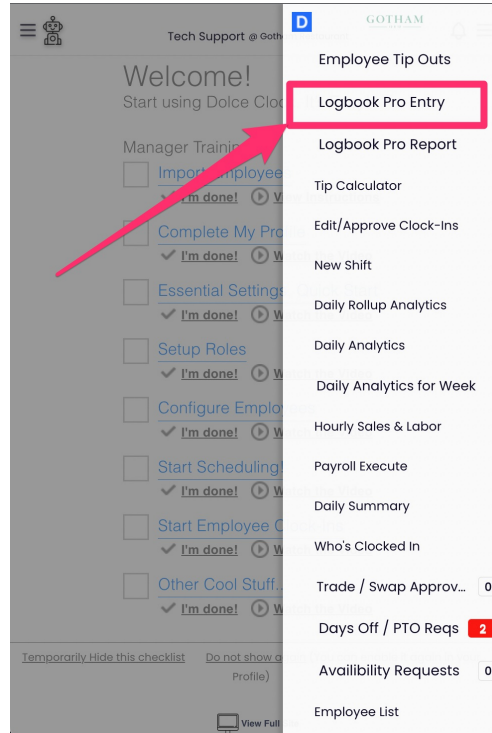 Tech Support @ Goth
Welcome!
Start using Dolce Cloc
Manager Training
Import Employee
I'm done!
Complete My Pro
I'm done! W
Essential Settings
I'm done! W
Setup Roles
I'm done! W
Configure Employ
I'm done! W
Start Scheduling!
I'm done! W
Start Employee C
I'm done! W
Other Cool Stuff..
I'm done! W
Temporarily Hide this checklist Do not show a
Profile)
View Full
D
GOTHAM
Employee Tip Outs
Logbook Pro Entry
Logbook Pro Report
Tip Calculator
Edit/Approve Clock-Ins
New Shift
Daily Rollup Analytics
Daily Analytics
Daily Analytics for Week
Hourly Sales & Labor
Payroll Execute
Daily Summary
Who's Clocked In
Trade / Swap Approv... 0
Days Off / PTO Reqs 2
Availibility Requests 0
Employee List